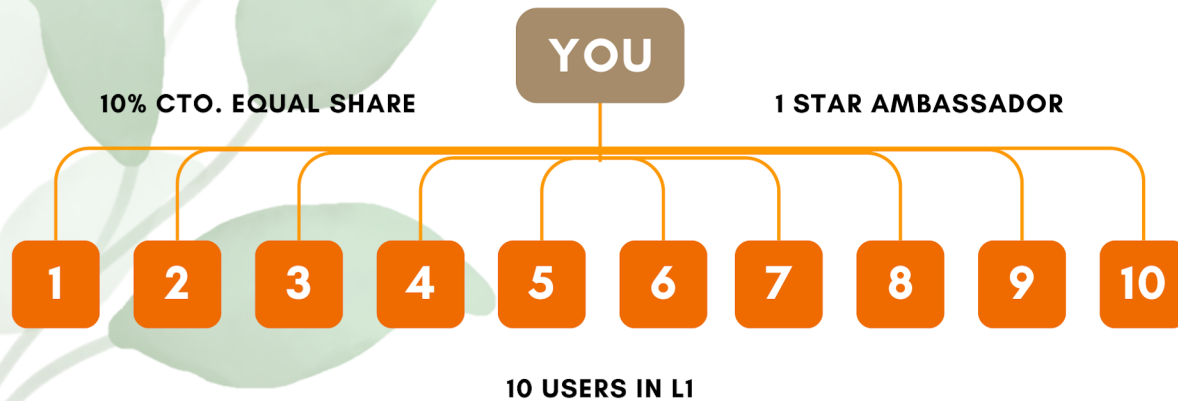 YOU
10% CTO. EQUAL SHARE
1 STAR AMBASSADOR
1 2 3 4 5 6 7 8 9 10
10 USERS IN L1